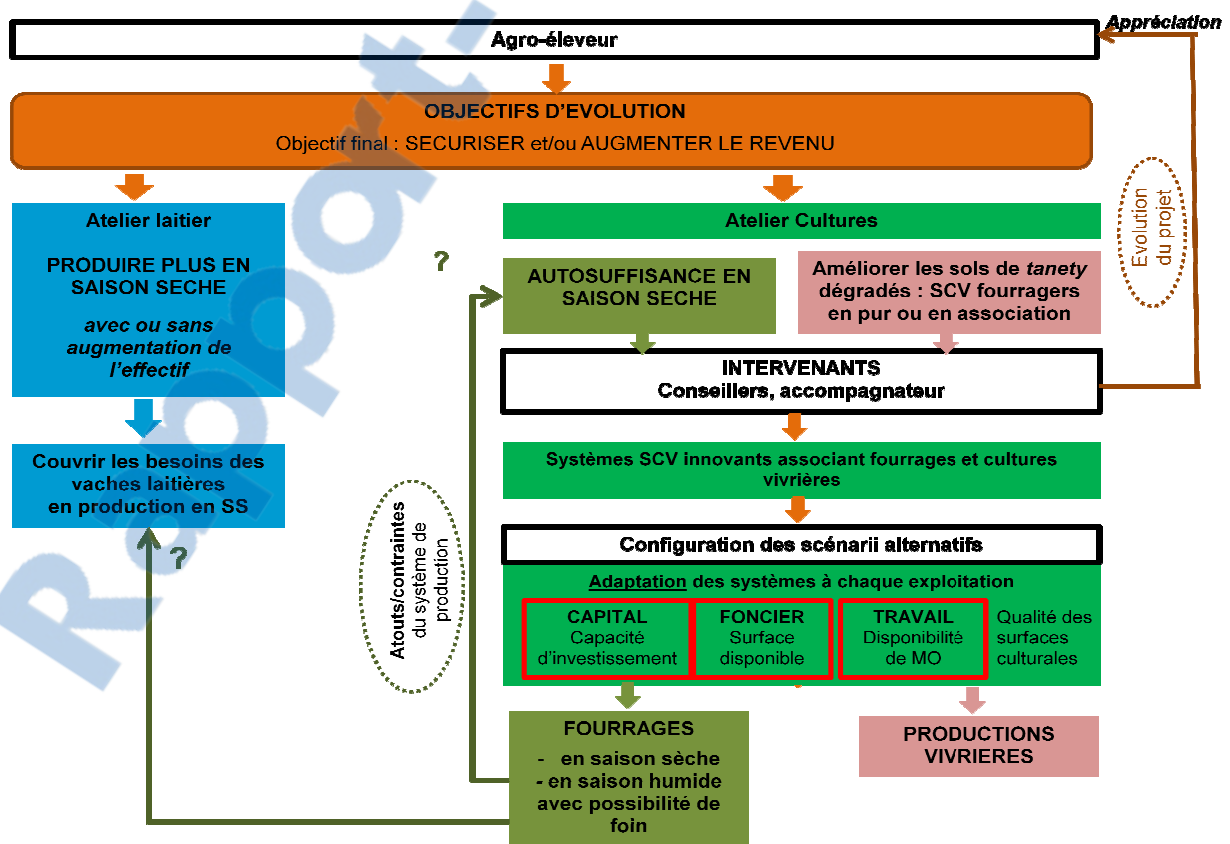 Appréciation
Agro-éleveur
OBJECTIFS D'EVOLUTION
Objectif final : SECURISER et/ou AUGMENTER LE REVENU
Atelier laitier
PRODUIRE PLUS EN
SAISON SECHE
avec ou sans
augmentation de
l'effectif
Couvrir les besoins des
vaches laitières
en production en SS
?
?
Atouts/contraintes
du système de
production
Atelier Cultures
AUTOSUFFISANCE EN
SAISON SECHE
Améliorer les sols de tanety
dégradés : SCV fourragers
en pur ou en association
Evolution
du projet
INTERVENANTS
Conseillers, accompagnateur
Systèmes SCV innovants associant fourrages et cultures
vivrières
Configuration des scénarii alternatifs
Adaptation des systèmes à chaque exploitation
CAPITAL
Capacité
d'investissement
FONCIER
Surface
disponible
TRAVAIL
Disponibilité
de MO
Qualité des
surfaces
culturales
FOURRAGES
- en saison sèche
- en saison humide
avec possibilité de
foin
PRODUCTIONS
VIVRIERES
Rapport-